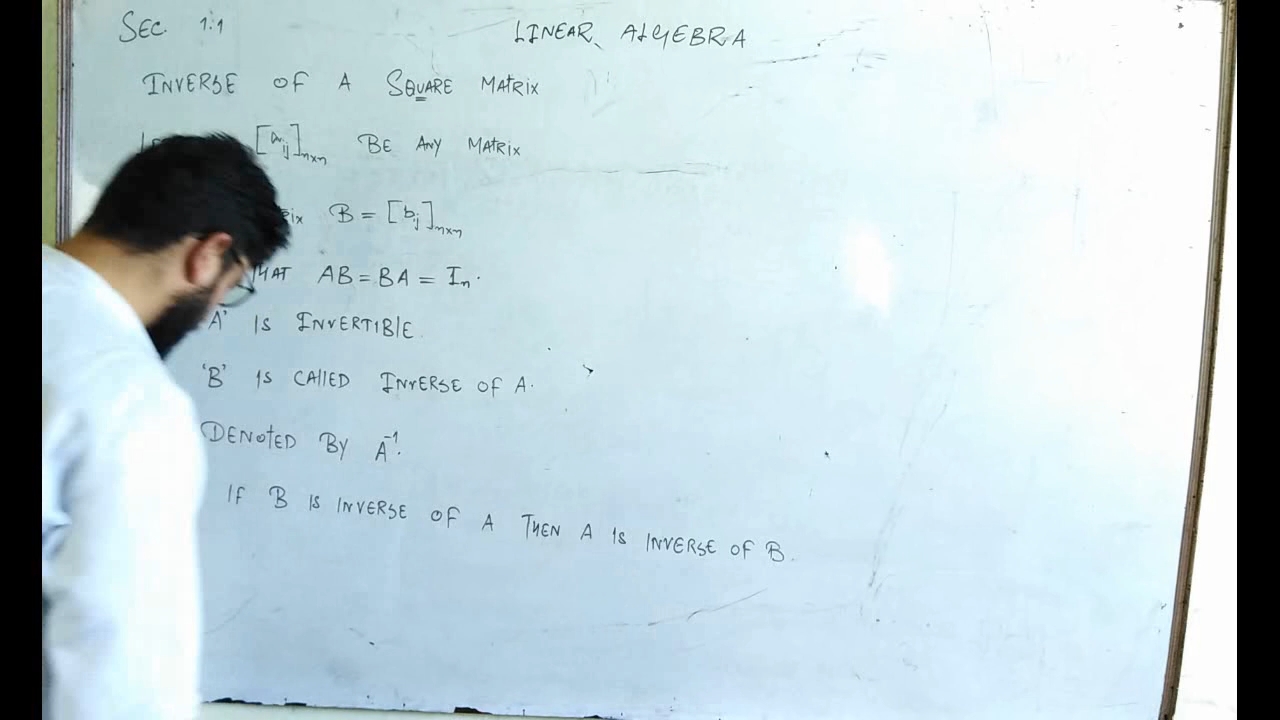 SEC 1.1 LINEAR ALGEBRA
INVERSE OF A SQUARE MATRIX
[aij]n×n BE ANY MATRIX
B = [bij]n×n
AB = BA = In.
A' IS INVERTIBLE.
'B' IS CALLED INVERSE OF A.
DENOTED BY A⁻¹.
IF B IS INVERSE OF A THEN A IS INVERSE OF B.